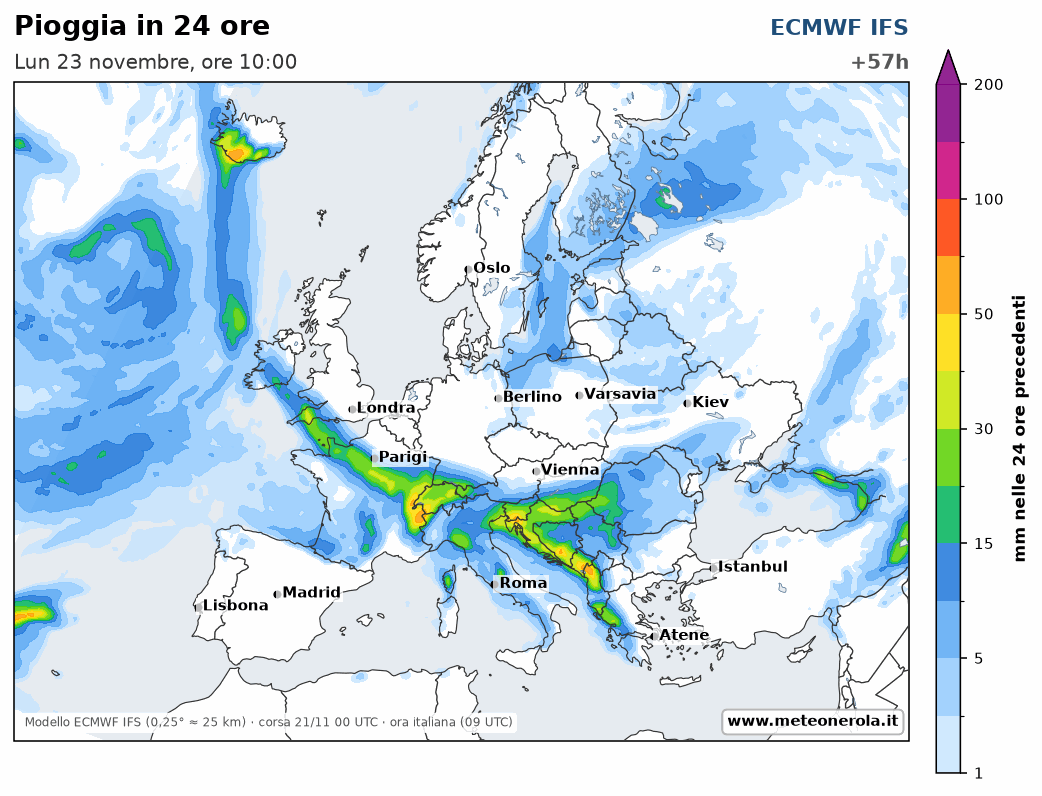 Pioggia in 24 ore
ECMWF IFS
Lun 23 novembre, ore 10:00
+57h
200
100
50
30
15
5
1
mm nelle 24 ore precedenti
Oslo
Berlino
Varsavia
Kiev
Londra
Parigi
Vienna
Istanbul
Roma
Madrid
Lisbona
Atene
Modello ECMWF IFS (0,25° ≈ 25 km) · corsa 21/11 00 UTC · ora italiana (09 UTC)
www.meteonerola.it